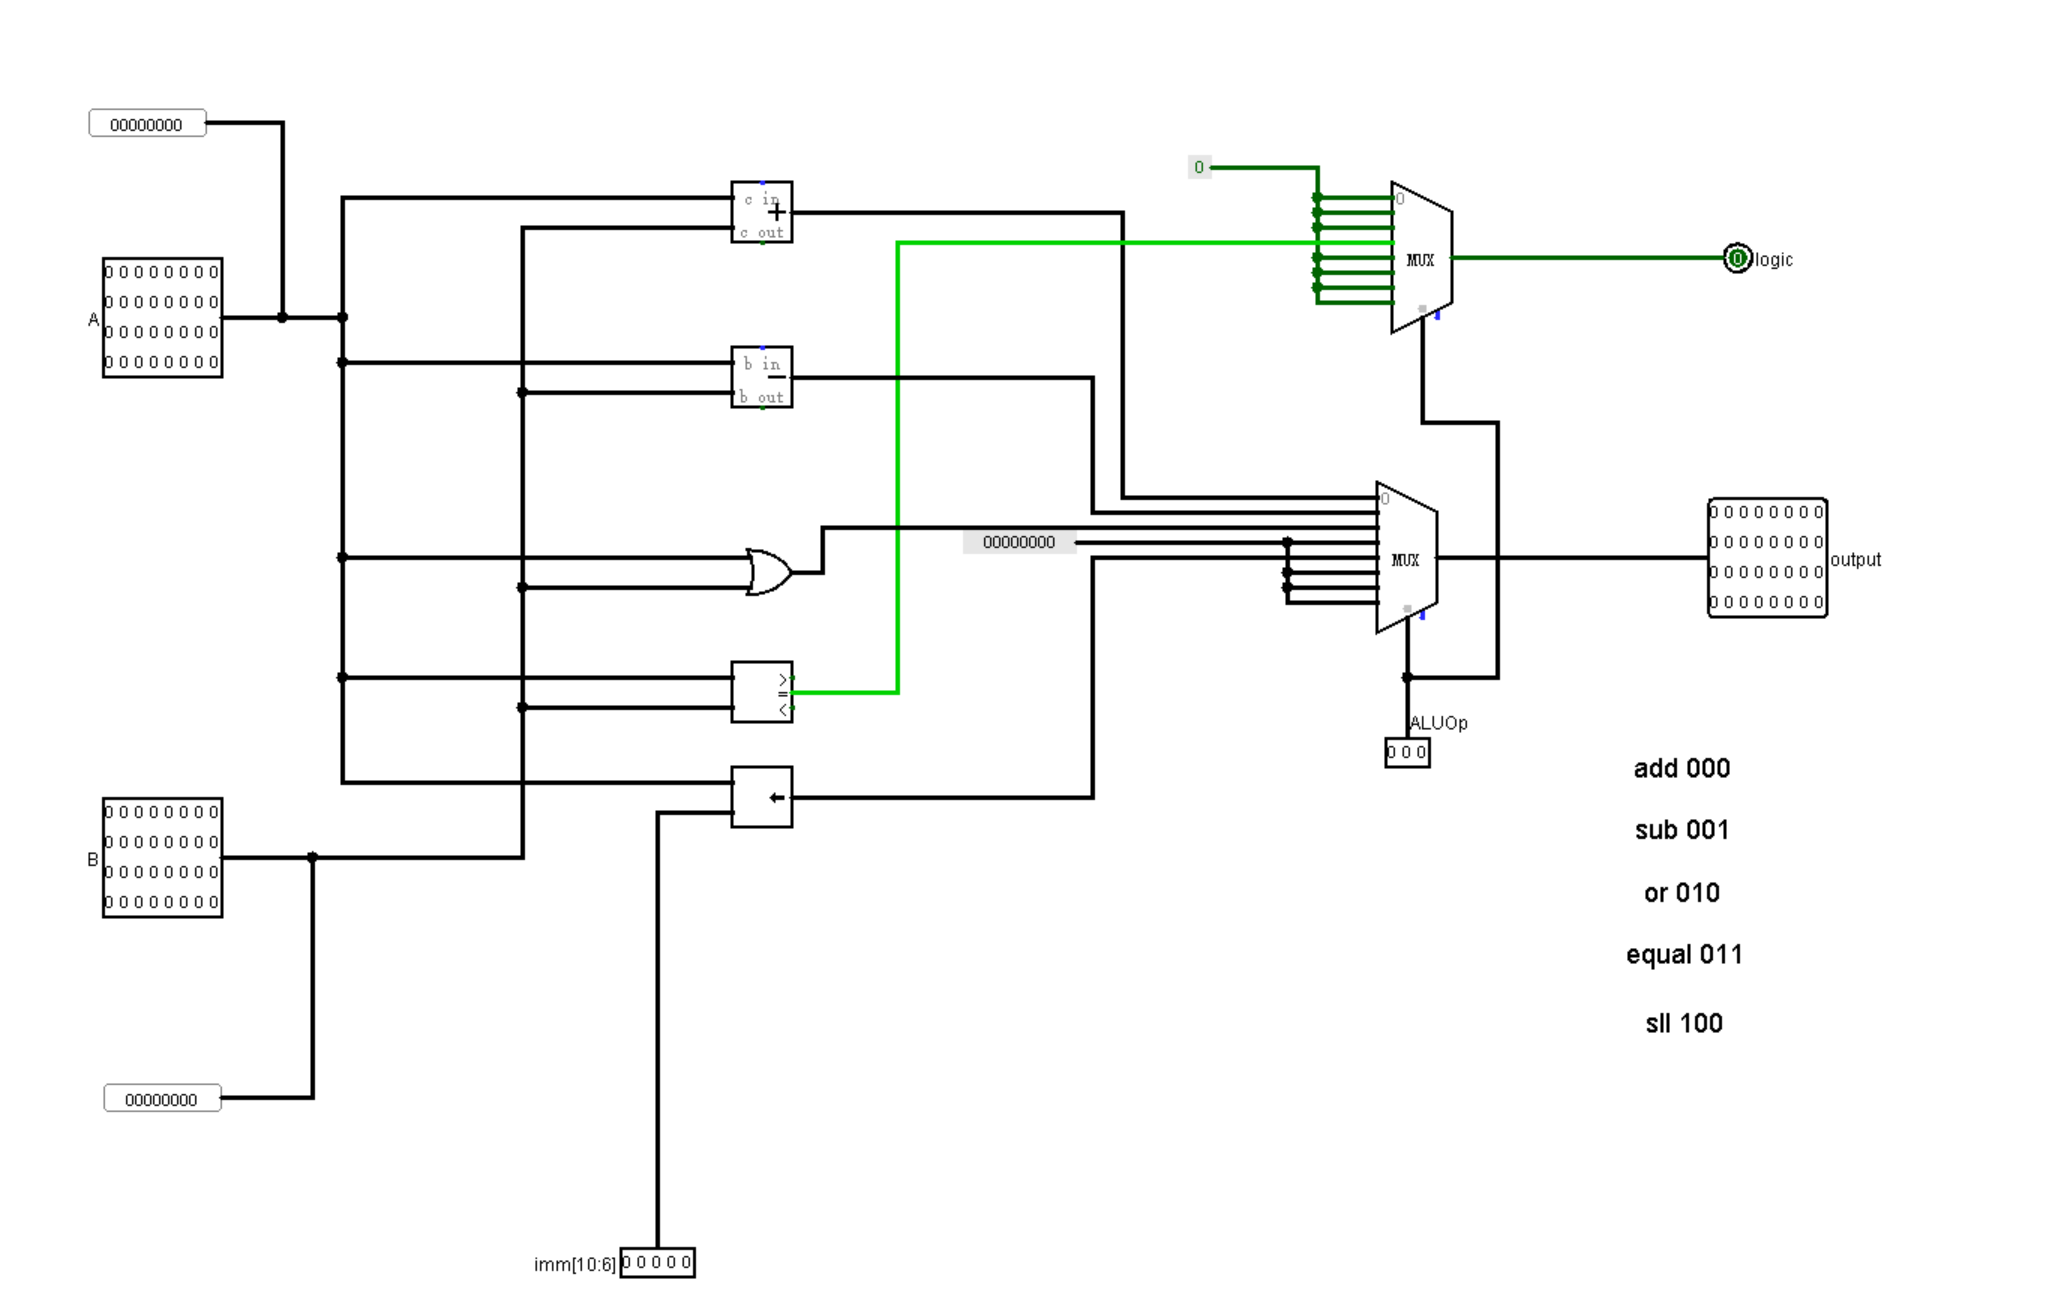 00000000
0
c in
+
c out
0
MUX
logic
0 0 0 0 0 0 0 0
0 0 0 0 0 0 0 0
0 0 0 0 0 0 0 0
0 0 0 0 0 0 0 0
A
b in
−
b out
0
MUX
00000000
0 0 0 0 0 0 0 0
0 0 0 0 0 0 0 0
0 0 0 0 0 0 0 0
0 0 0 0 0 0 0 0
output
>
=
<
ALUOp
0 0 0
add 000
sub 001
or 010
equal 011
sll 100
0 0 0 0 0 0 0 0
0 0 0 0 0 0 0 0
0 0 0 0 0 0 0 0
0 0 0 0 0 0 0 0
B
00000000
imm[10:6] 0 0 0 0 0
0